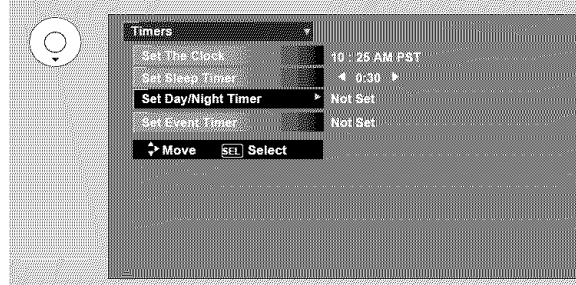 Timers
Set The Clock 10 : 25 AM PST
Set Sleep Timer 0:30
Set Day/Night Timer Not Set
Set Event Timer Not Set
Move SEL Select